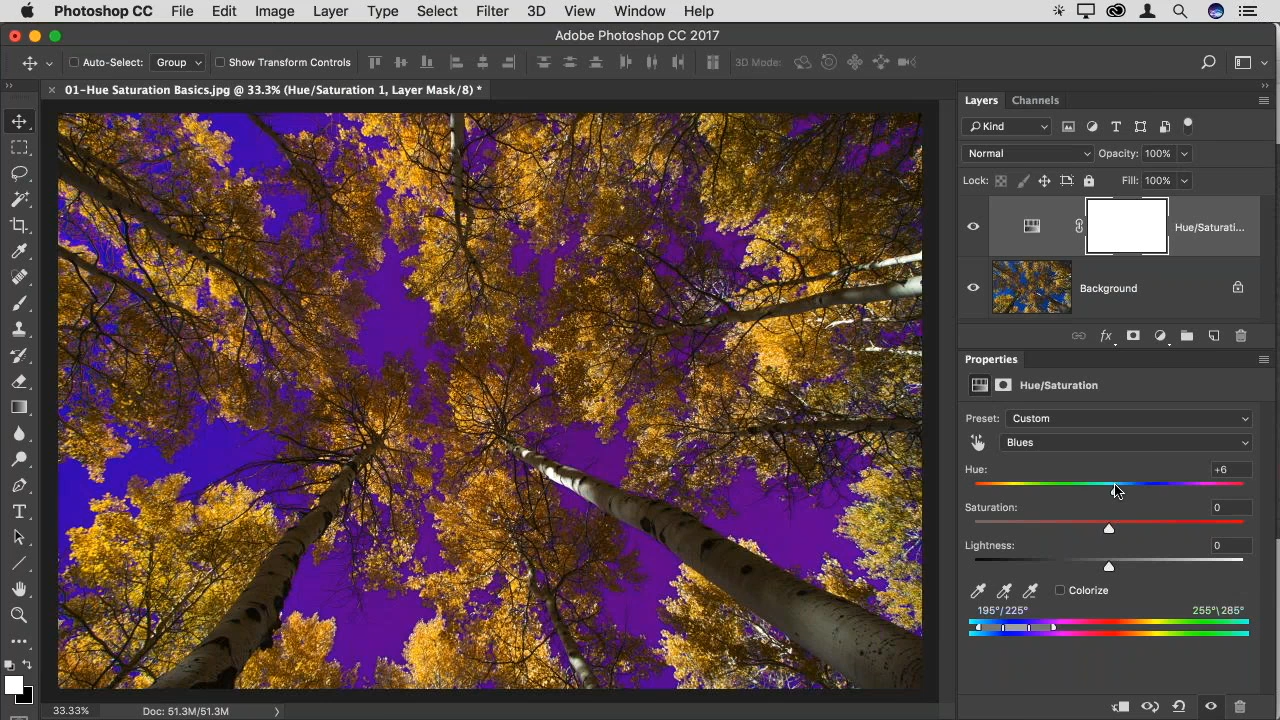 Photoshop CC File Edit Image Layer Type Select Filter 3D View Window Help
Adobe Photoshop CC 2017
Auto-Select: Group Show Transform Controls 3D Mode:
01-Hue Saturation Basics.jpg @ 33.3% (Hue/Saturation 1, Layer Mask/8) *
Layers Channels
Kind
Normal Opacity: 100%
Lock: Fill: 100%
Hue/Saturati...
Background
fx
Properties
Hue/Saturation
Preset: Custom
Blues
Hue: +6
Saturation: 0
Lightness: 0
Colorize
195°/225° 255°\285°
33.33% Doc: 51.3M/51.3M